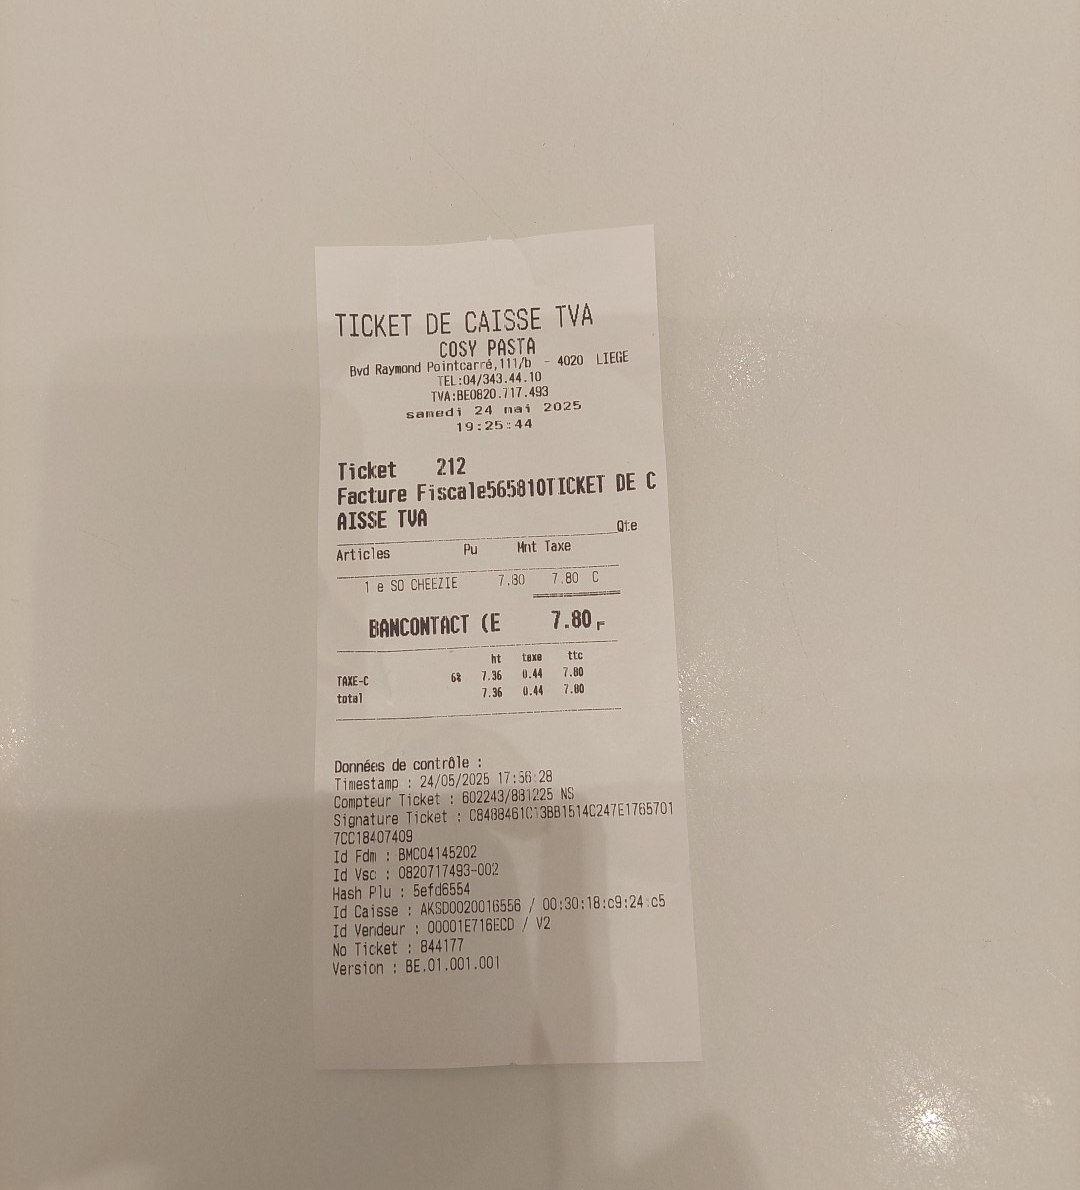 TICKET DE CAISSE TVA
COSY PASTA
Bvd Raymond Pointcarré,111/b - 4020 LIEGE
TEL:04/343.44.10
TVA:BE0820.717.493
samedi 24 mai 2025
19:25:44
Ticket 212
Facture Fiscale565810TICKET DE C
AISSE TVA
Qte
Articles Pu Mnt Taxe
1 e SO CHEEZIE 7.80 7.80 C
BANCONTACT (E 7.80
ht taxe ttc
TAXE-C 6% 7.36 0.44 7.80
total 7.36 0.44 7.80
Données de contrôle :
Timestamp : 24/05/2025 17:56:28
Compteur Ticket : 602243/881225 NS
Signature Ticket :
7CC18407409
Id Fdm : BMC04145202
Id Vsc : 0820717493-002
Hash Plu : 5efd6554
Id Caisse : AKSD0020016556 / 00:30:18:c9:24:c5
Id Vendeur : 00001E716ECD / V2
No Ticket : 844177
Version : BE.01.001.001